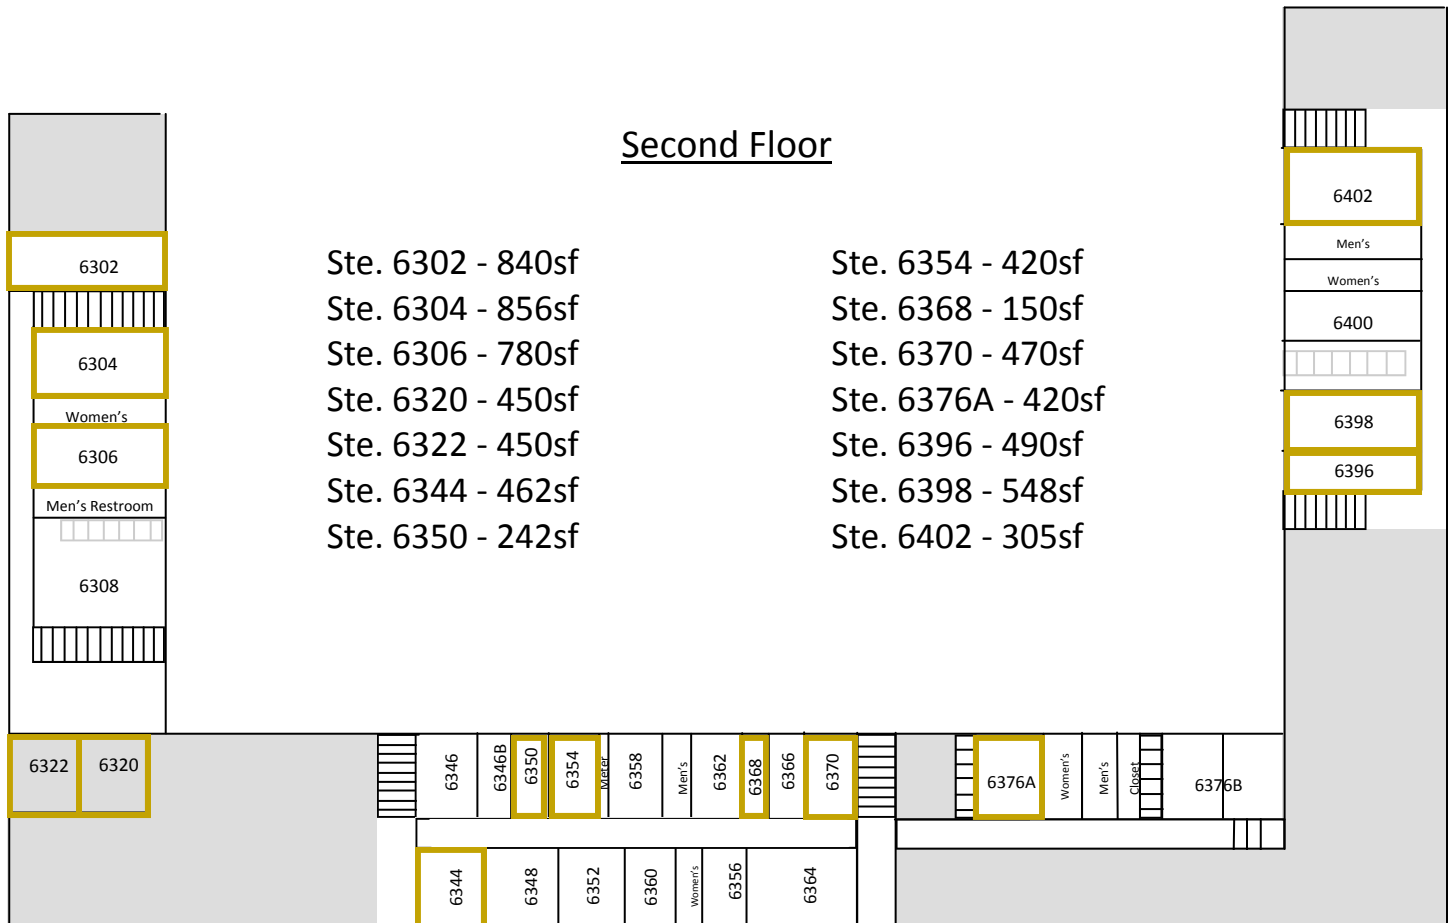 Second Floor
Ste. 6302 - 840sf
Ste. 6304 - 856sf
Ste. 6306 - 780sf
Ste. 6320 - 450sf
Ste. 6322 - 450sf
Ste. 6344 - 462sf
Ste. 6350 - 242sf
Ste. 6354 - 420sf
Ste. 6368 - 150sf
Ste. 6370 - 470sf
Ste. 6376A - 420sf
Ste. 6396 - 490sf
Ste. 6398 - 548sf
Ste. 6402 - 305sf
6302
6304
Women's
6306
Men's Restroom
6308
6322
6320
6346
6346B
6350
6354
Meter
6358
Men's
6362
6368
6366
6370
6376A
Women's
Men's
Closet
6376B
6344
6348
6352
6360
Women's
6356
6364
6402
Men's
Women's
6400
6398
6396